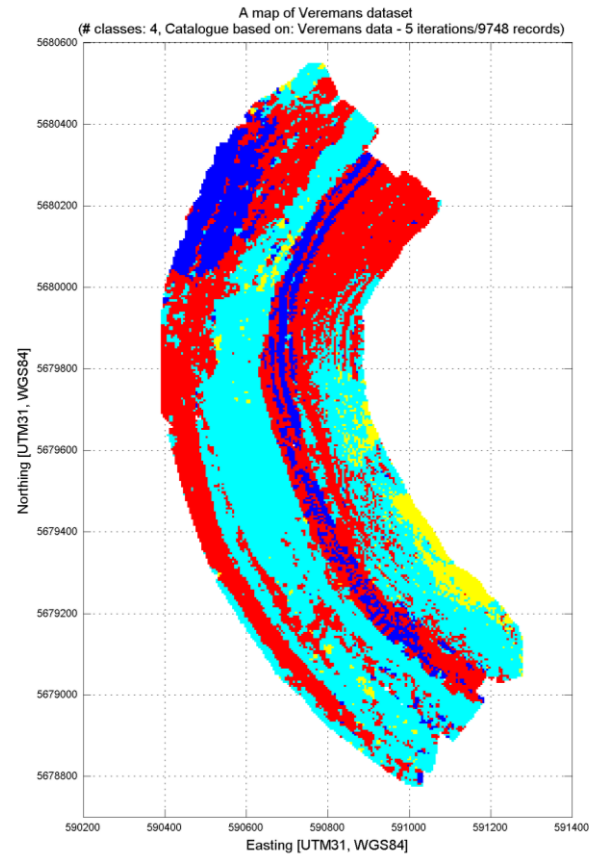 A map of Veremans dataset
(# classes: 4, Catalogue based on: Veremans data - 5 iterations/9748 records)
5680600
5680400
5680200
5680000
5679800
5679600
5679400
5679200
5679000
5678800
Northing [UTM31, WGS84]
590200 590400 590600 590800 591000 591200 591400
Easting [UTM31, WGS84]